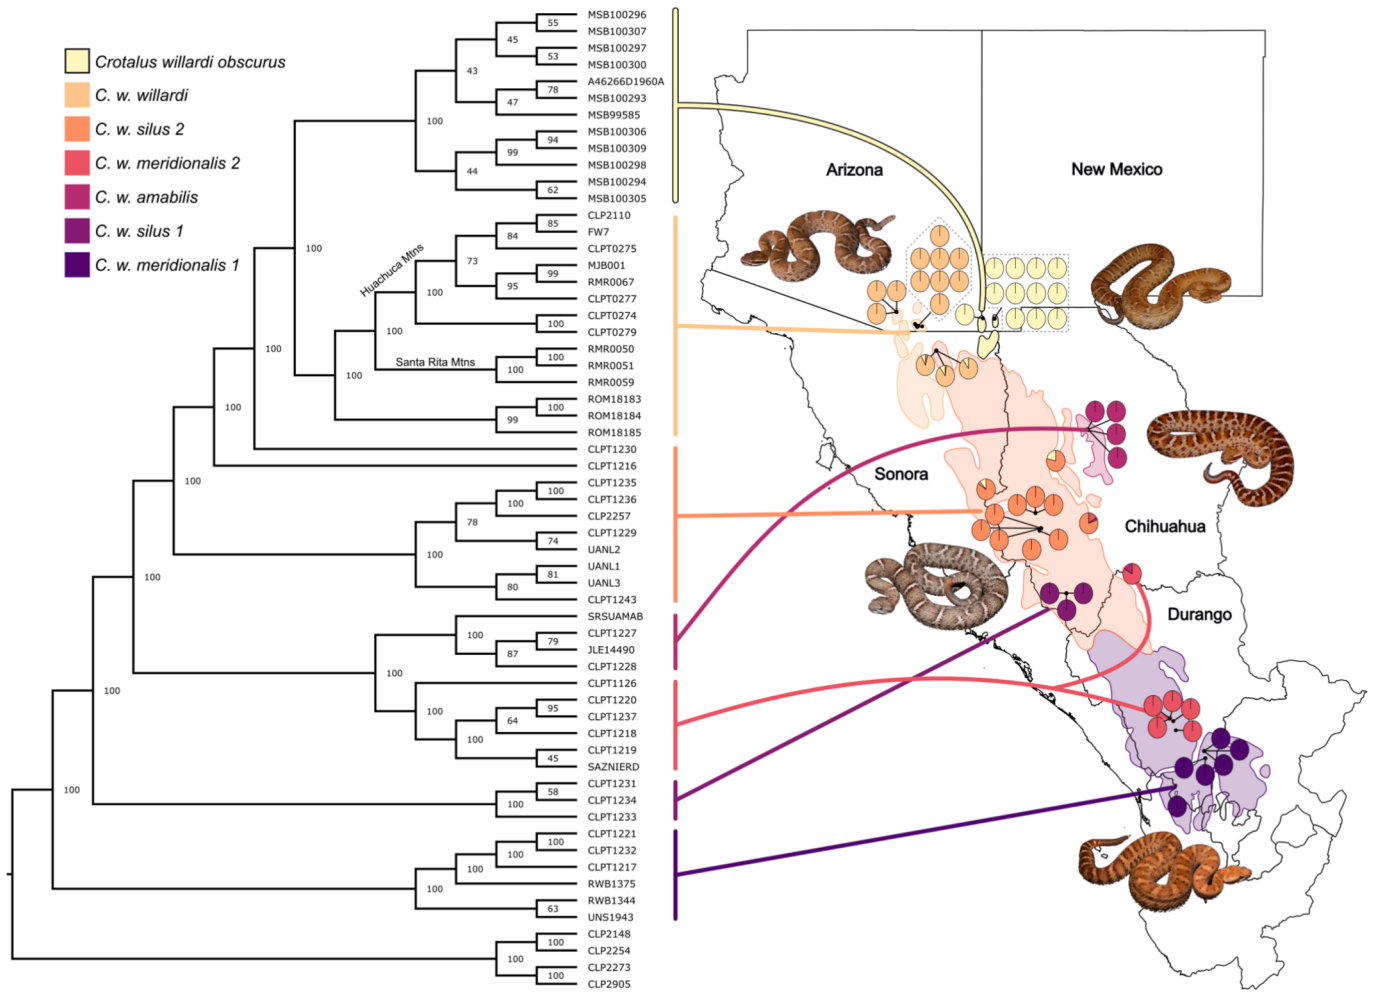 Crotalus willardi obscurus
C. w. willardi
C. w. silus 2
C. w. meridionalis 2
C. w. amabilis
C. w. silus 1
C. w. meridionalis 1
MSB100296
55
MSB100307
45
MSB100297
53
MSB100300
43
A46266D1960A
78
MSB100293
47
MSB99585
100
MSB100306
94
MSB100309
99
MSB100298
44
MSB100294
62
MSB100305
CLP2110
85
FW7
84
CLPT0275
100
Huachuca Mtns
73
MJB001
99
RMR0067
95
CLPT0277
100
CLPT0274
100
CLPT0279
100
RMR0050
100
100
Santa Rita Mtns
RMR0051
100
100
RMR0059
ROM18183
100
100
ROM18184
99
ROM18185
CLPT1230
CLPT1216
100
CLPT1235
100
CLPT1236
100
CLP2257
78
CLPT1229
74
UANL2
100
UANL1
81
100
UANL3
80
CLPT1243
SRSUAMAB
CLPT1227
100
79
JLE14490
87
CLPT1228
100
CLPT1126
100
CLPT1220
95
100
CLPT1237
64
CLPT1218
100
CLPT1219
45
SAZNIERD
CLPT1231
100
58
CLPT1234
100
CLPT1233
CLPT1221
100
CLPT1232
100
CLPT1217
100
RWB1375
100
RWB1344
63
UNS1943
CLP2148
100
CLP2254
100
CLP2273
100
CLP2905
Arizona
New Mexico
Sonora
Chihuahua
Durango